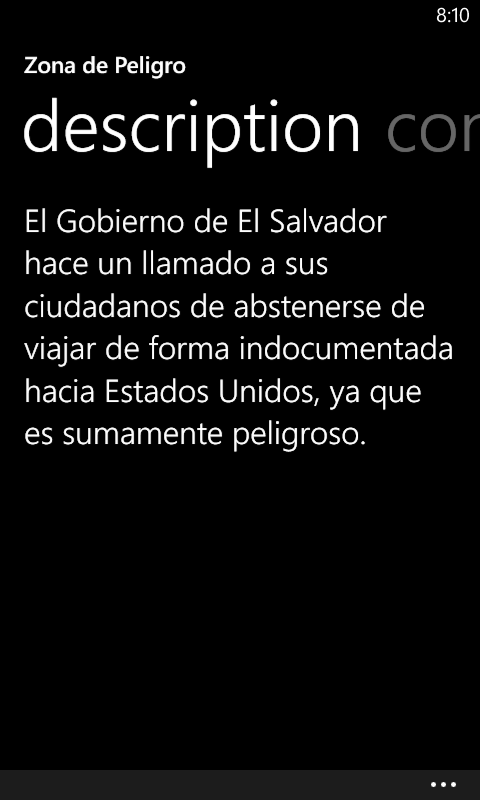 8:10
Zona de Peligro
description cor
El Gobierno de El Salvador
hace un llamado a sus
ciudadanos de abstenerse de
viajar de forma indocumentada
hacia Estados Unidos, ya que
es sumamente peligroso.